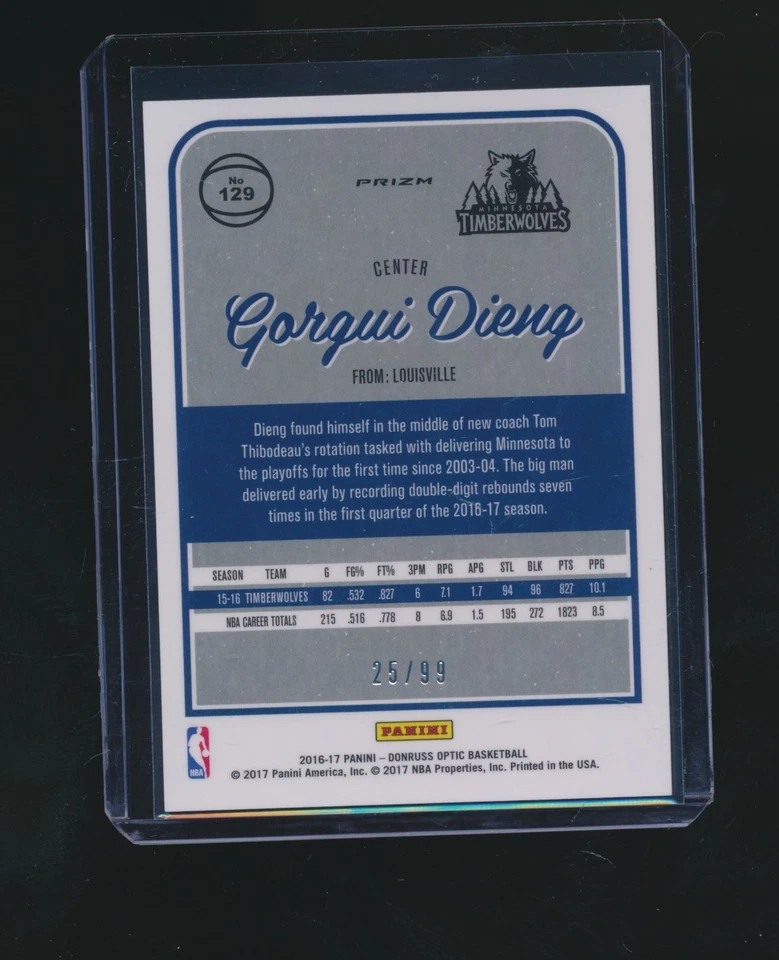 No
129
PRIZM
MINNESOTA
TIMBERWOLVES
CENTER
Gorgui Dieng
FROM: LOUISVILLE
Dieng found himself in the middle of new coach Tom
Thibodeau's rotation tasked with delivering Minnesota to
the playoffs for the first time since 2003-04. The big man
delivered early by recording double-digit rebounds seven
times in the first quarter of the 2016-17 season.
SEASON TEAM G FG% FT% 3PM RPG APG STL BLK PTS PPG
15-16 TIMBERWOLVES 82 .532 .827 6 7.1 1.7 94 96 827 10.1
NBA CAREER TOTALS 215 .516 .778 8 6.9 1.5 195 272 1823 8.5
25/99
PANINI
NBA
2016-17 PANINI – DONRUSS OPTIC BASKETBALL
© 2017 Panini America, Inc. © 2017 NBA Properties, Inc. Printed in the USA.